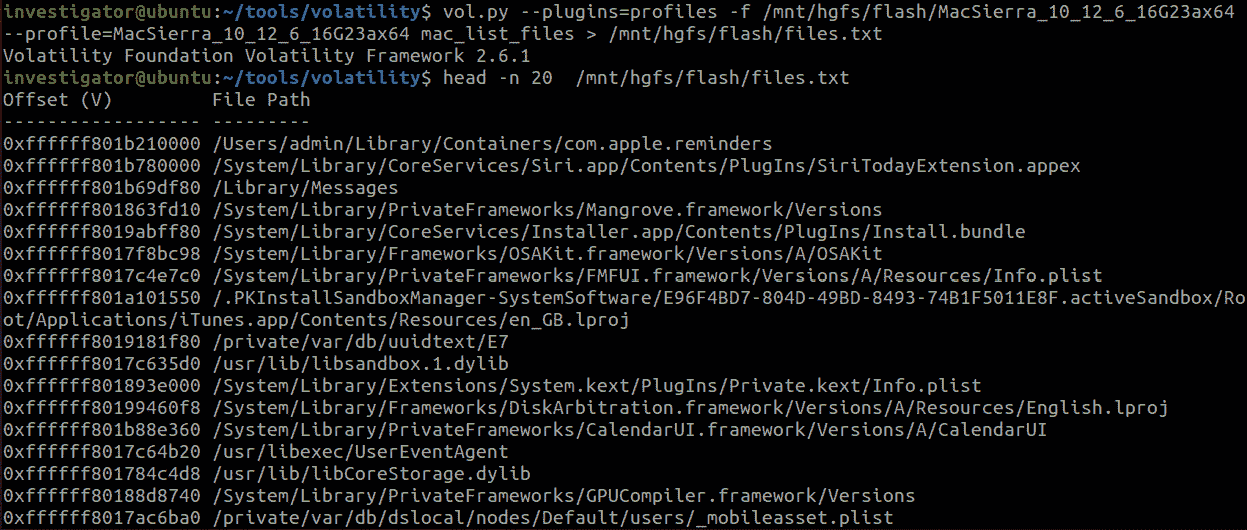 investigator@ubuntu:~/tools/volatility$ vol.py --plugins=profiles -f /mnt/hgfs/flash/MacSierra_10_12_6_16G23ax64
--profile=MacSierra_10_12_6_16G23ax64 mac_list_files > /mnt/hgfs/flash/files.txt
Volatility Foundation Volatility Framework 2.6.1
investigator@ubuntu:~/tools/volatility$ head -n 20  /mnt/hgfs/flash/files.txt
Offset (V)         File Path
------------------ ---------
0xffffff801b210000 /Users/admin/Library/Containers/com.apple.reminders
0xffffff801b780000 /System/Library/CoreServices/Siri.app/Contents/PlugIns/SiriTodayExtension.appex
0xffffff801b69df80 /Library/Messages
0xffffff801863fd10 /System/Library/PrivateFrameworks/Mangrove.framework/Versions
0xffffff8019abff80 /System/Library/CoreServices/Installer.app/Contents/PlugIns/Install.bundle
0xffffff8017f8bc98 /System/Library/Frameworks/OSAKit.framework/Versions/A/OSAKit
0xffffff8017c4e7c0 /System/Library/PrivateFrameworks/FMFUI.framework/Versions/A/Resources/Info.plist
0xffffff801a101550 /.PKInstallSandboxManager-SystemSoftware/E96F4BD7-804D-49BD-8493-74B1F5011E8F.activeSandbox/Ro
ot/Applications/iTunes.app/Contents/Resources/en_GB.lproj
0xffffff8019181f80 /private/var/db/uuidtext/E7
0xffffff8017c635d0 /usr/lib/libsandbox.1.dylib
0xffffff801893e000 /System/Library/Extensions/System.kext/PlugIns/Private.kext/Info.plist
0xffffff80199460f8 /System/Library/Frameworks/DiskArbitration.framework/Versions/A/Resources/English.lproj
0xffffff801b88e360 /System/Library/PrivateFrameworks/CalendarUI.framework/Versions/A/CalendarUI
0xffffff8017c64b20 /usr/libexec/UserEventAgent
0xffffff801784c4d8 /usr/lib/libCoreStorage.dylib
0xffffff80188d8740 /System/Library/PrivateFrameworks/GPUCompiler.framework/Versions
0xffffff8017ac6ba0 /private/var/db/dslocal/nodes/Default/users/_mobileasset.plist